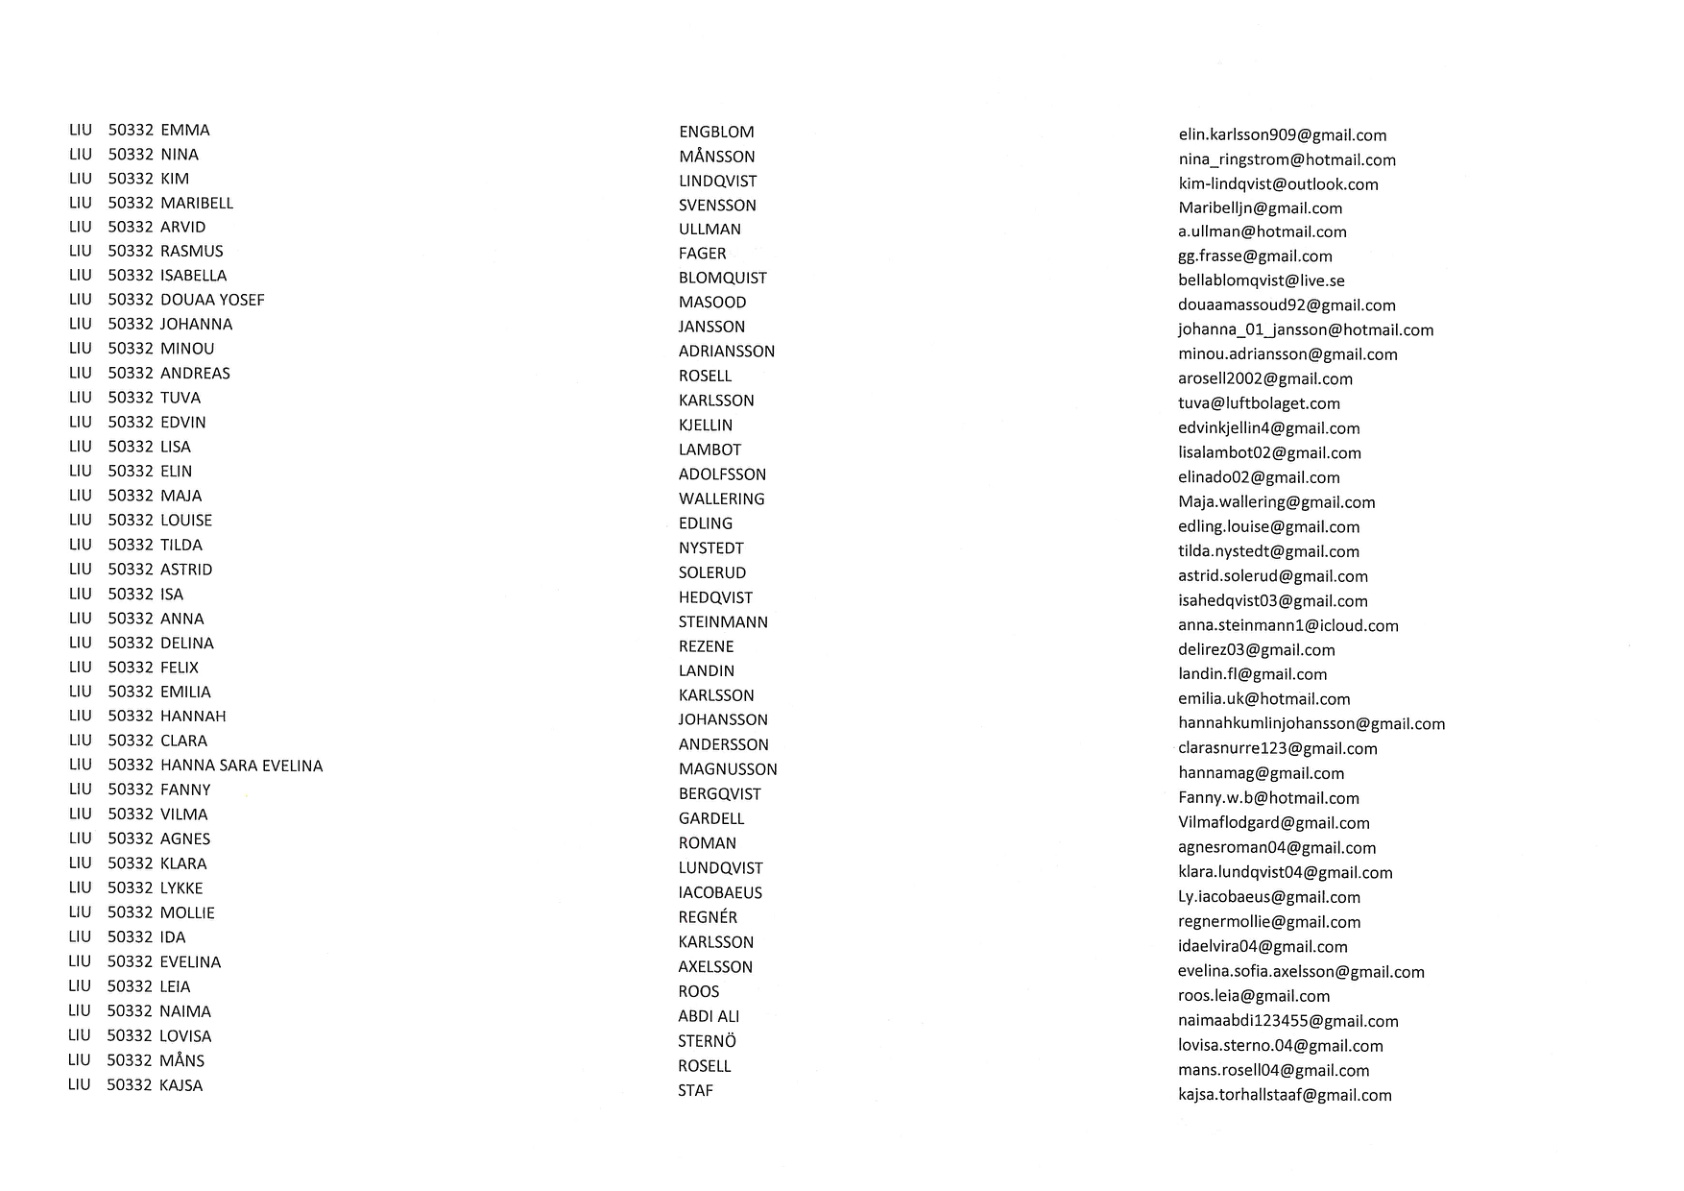 LIU 50332 EMMA ENGBLOM elin.karlsson909@gmail.com
LIU 50332 NINA MÅNSSON nina_ringstrom@hotmail.com
LIU 50332 KIM LINDQVIST kim-lindqvist@outlook.com
LIU 50332 MARIBELL SVENSSON Maribelljn@gmail.com
LIU 50332 ARVID ULLMAN a.ullman@hotmail.com
LIU 50332 RASMUS FAGER gg.frasse@gmail.com
LIU 50332 ISABELLA BLOMQUIST bellablomqvist@live.se
LIU 50332 DOUAA YOSEF MASOOD douaamassoud92@gmail.com
LIU 50332 JOHANNA JANSSON johanna_01_jansson@hotmail.com
LIU 50332 MINOU ADRIANSSON minou.adriansson@gmail.com
LIU 50332 ANDREAS ROSELL arosell2002@gmail.com
LIU 50332 TUVA KARLSSON tuva@luftbolaget.com
LIU 50332 EDVIN KJELLIN edvinkjellin4@gmail.com
LIU 50332 LISA LAMBOT lisalambot02@gmail.com
LIU 50332 ELIN ADOLFSSON elinado02@gmail.com
LIU 50332 MAJA WALLERING Maja.wallering@gmail.com
LIU 50332 LOUISE EDLING edling.louise@gmail.com
LIU 50332 TILDA NYSTEDT tilda.nystedt@gmail.com
LIU 50332 ASTRID SOLERUD astrid.solerud@gmail.com
LIU 50332 ISA HEDQVIST isahedqvist03@gmail.com
LIU 50332 ANNA STEINMANN anna.steinmann1@icloud.com
LIU 50332 DELINA REZENE delirez03@gmail.com
LIU 50332 FELIX LANDIN landin.fl@gmail.com
LIU 50332 EMILIA KARLSSON emilia.uk@hotmail.com
LIU 50332 HANNAH JOHANSSON hannahkumlinjohansson@gmail.com
LIU 50332 CLARA ANDERSSON clarasnurre123@gmail.com
LIU 50332 HANNA SARA EVELINA MAGNUSSON hannamag@gmail.com
LIU 50332 FANNY BERGQVIST Fanny.w.b@hotmail.com
LIU 50332 VILMA GARDELL Vilmaflodgard@gmail.com
LIU 50332 AGNES ROMAN agnesroman04@gmail.com
LIU 50332 KLARA LUNDQVIST klara.lundqvist04@gmail.com
LIU 50332 LYKKE IACOBAEUS Ly.iacobaeus@gmail.com
LIU 50332 MOLLIE REGNÉR regnermollie@gmail.com
LIU 50332 IDA KARLSSON idaelvira04@gmail.com
LIU 50332 EVELINA AXELSSON evelina.sofia.axelsson@gmail.com
LIU 50332 LEIA ROOS roos.leia@gmail.com
LIU 50332 NAIMA ABDI ALI naimaabdi123455@gmail.com
LIU 50332 LOVISA STERNÖ lovisa.sterno.04@gmail.com
LIU 50332 MÅNS ROSELL mans.rosell04@gmail.com
LIU 50332 KAJSA STAF kajsa.torhallstaaf@gmail.com